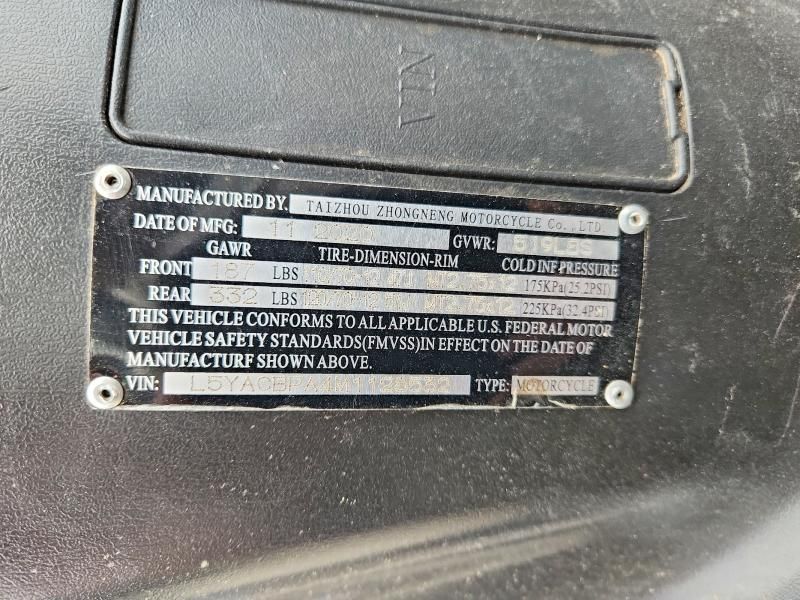 VIN
MANUFACTURED BY. TAIZHOU ZHONGNENG MOTORCYCLE Co.,LTD.
DATE OF MFG: 11 GVWR: 519LBS
GAWR TIRE-DIMENSION-RIM COLD INF.PRESSURE
FRONT 187 LBS 175KPa(25.2PSI)
REAR 332 LBS 225KPa(32.4PSI)
THIS VEHICLE CONFORMS TO ALL APPLICABLE U.S. FEDERAL MOTOR
VEHICLE SAFETY STANDARDS(FMVSS)IN EFFECT ON THE DATE OF
MANUFACTURF SHOWN ABOVE.
VIN: L5YACBPA4M1128532 TYPE: MOTORCYCLE